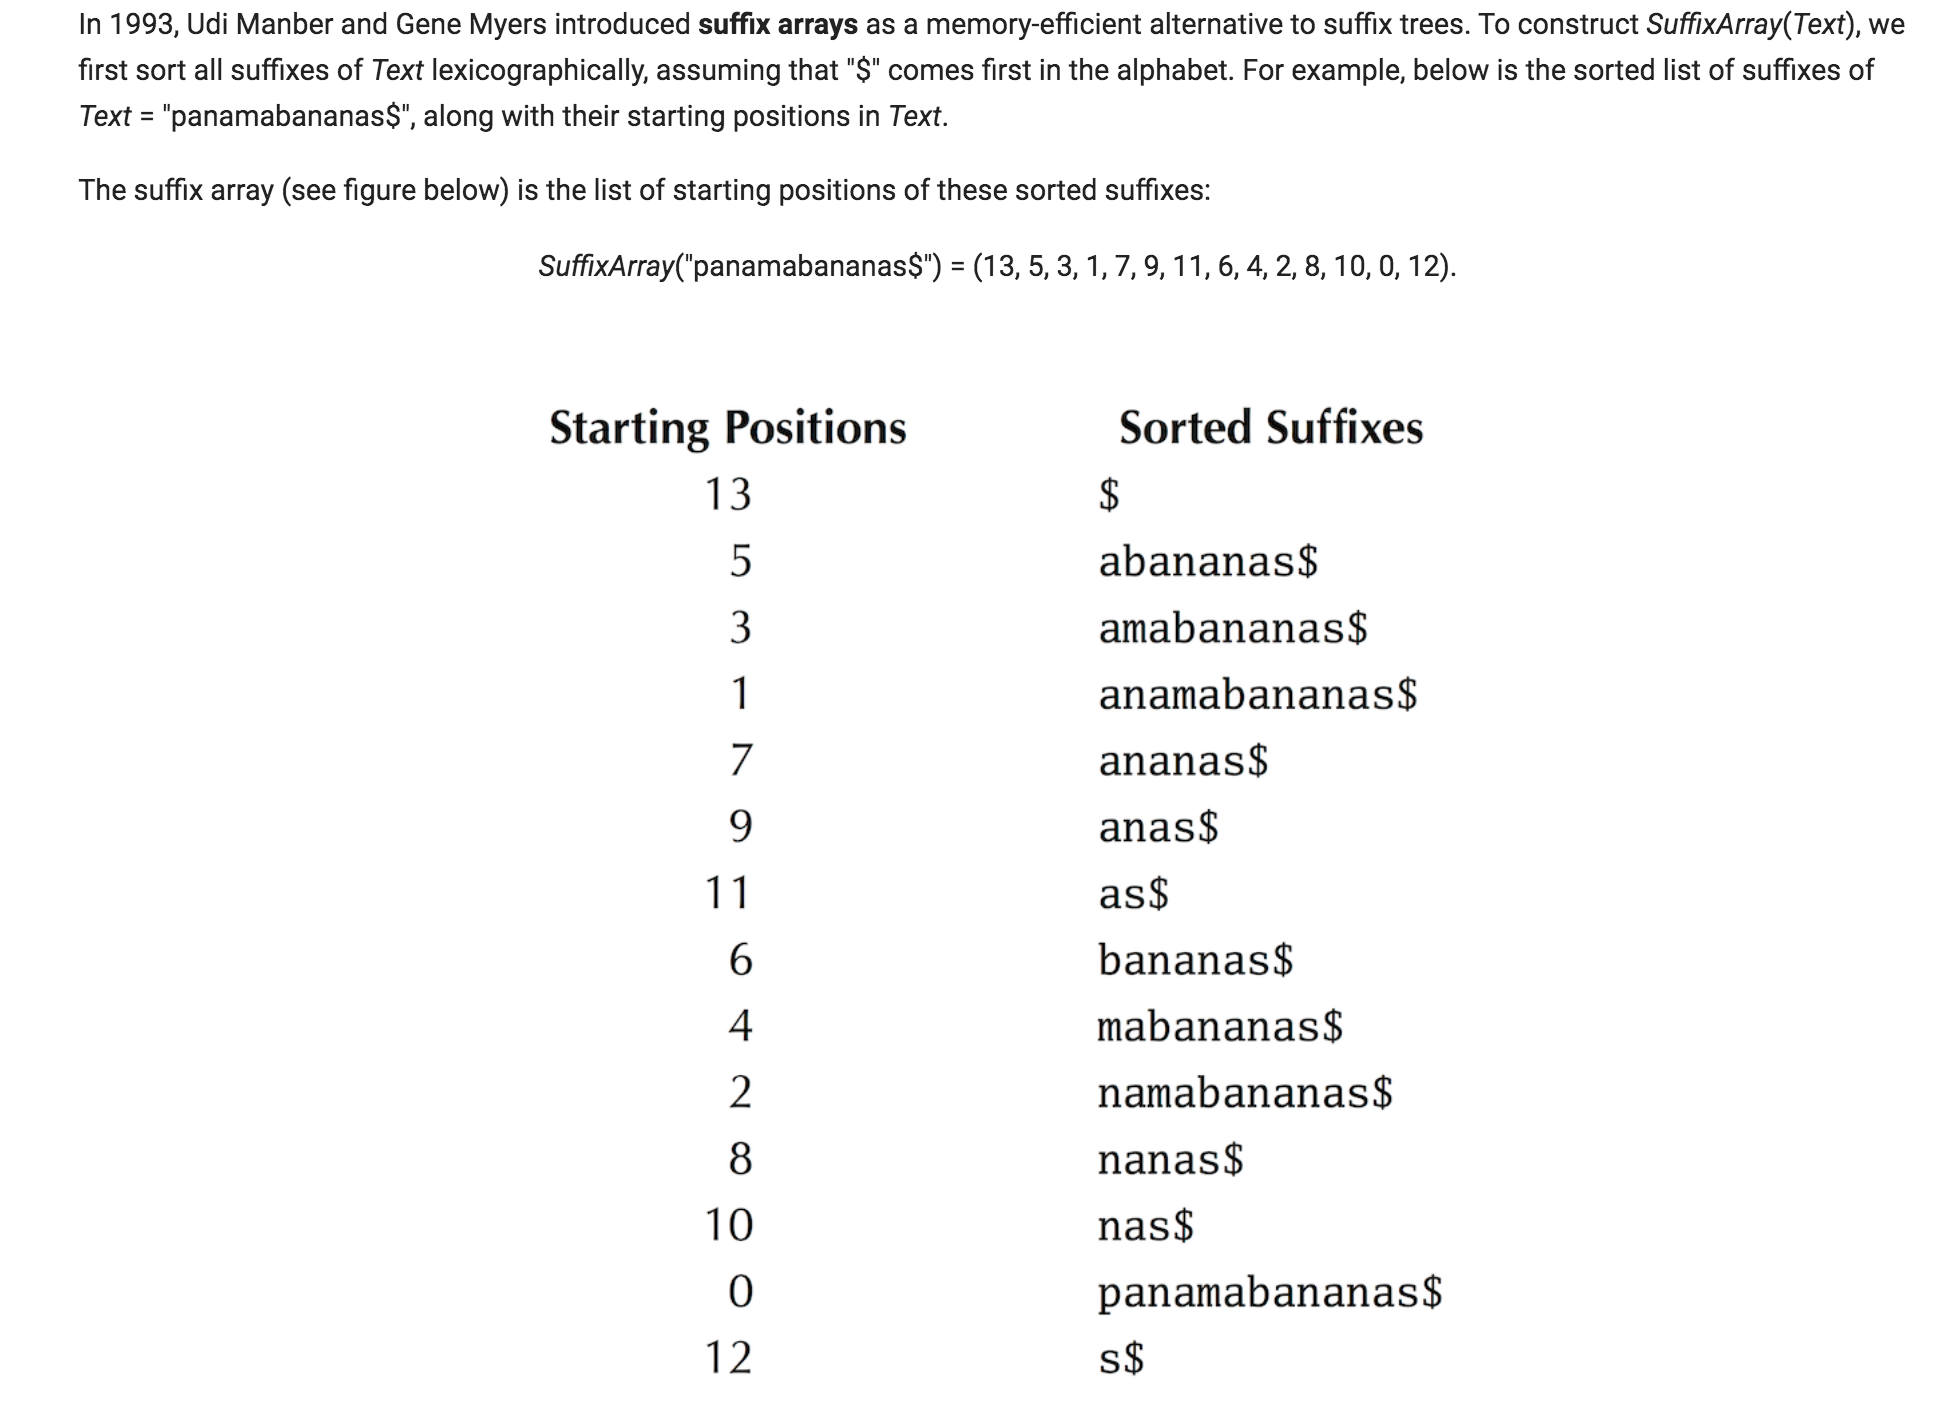 In 1993, Udi Manber and Gene Myers introduced suffix arrays as a memory-efficient alternative to suffix trees. To construct SuffixArray(Text), we
first sort all suffixes of Text lexicographically, assuming that "$" comes first in the alphabet. For example, below is the sorted list of suffixes of
Text = "panamabananas$", along with their starting positions in Text.
The suffix array (see figure below) is the list of starting positions of these sorted suffixes:
SuffixArray("panamabananas$") = (13, 5, 3, 1, 7, 9, 11, 6, 4, 2, 8, 10, 0, 12).
Starting Positions Sorted Suffixes
13 $
5 abananas$
3 amabananas$
1 anamabananas$
7 ananas$
9 anas$
11 as$
6 bananas$
4 mabananas$
2 namabananas$
8 nanas$
10 nas$
0 panamabananas$
12 s$